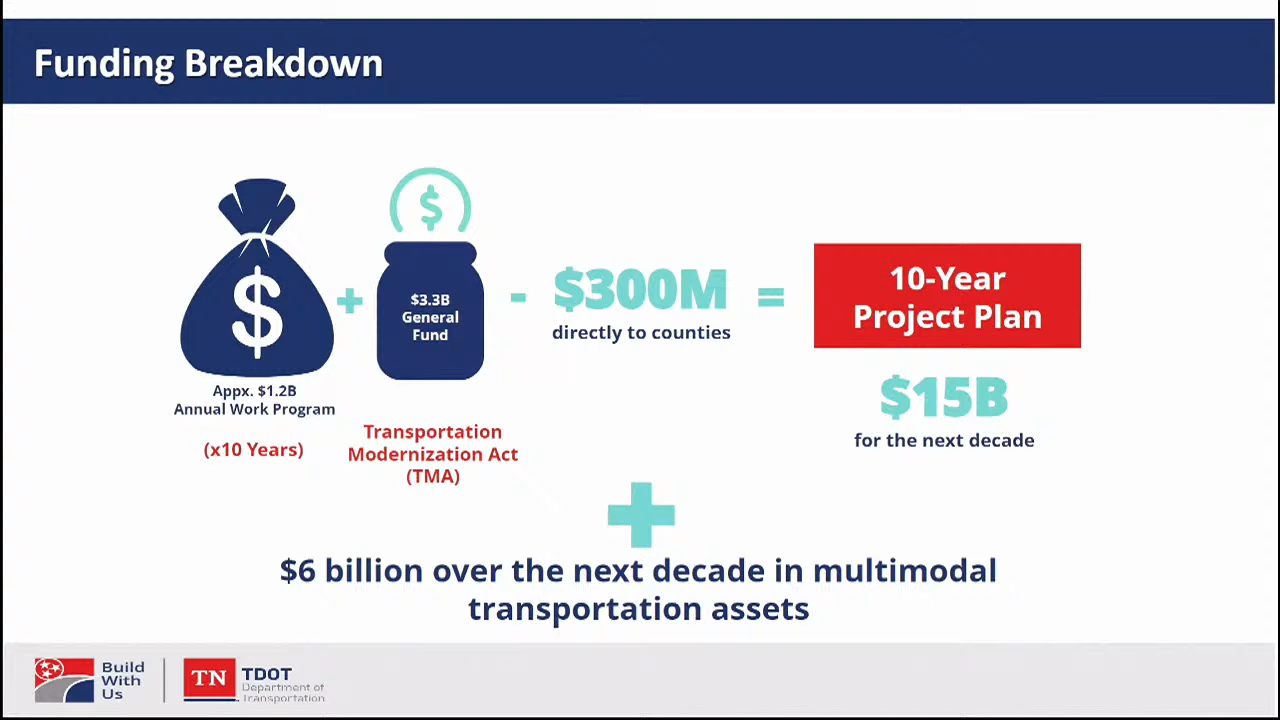 Funding Breakdown
$
$
+
$3.3B
General
Fund
-
$300M
directly to counties
=
10-Year
Project Plan
Appx. $1.2B
Annual Work Program
(x10 Years)
Transportation
Modernization Act
(TMA)
$15B
for the next decade
+
$6 billion over the next decade in multimodal
transportation assets
Build
With
Us
TN
TDOT
Department of
Transportation